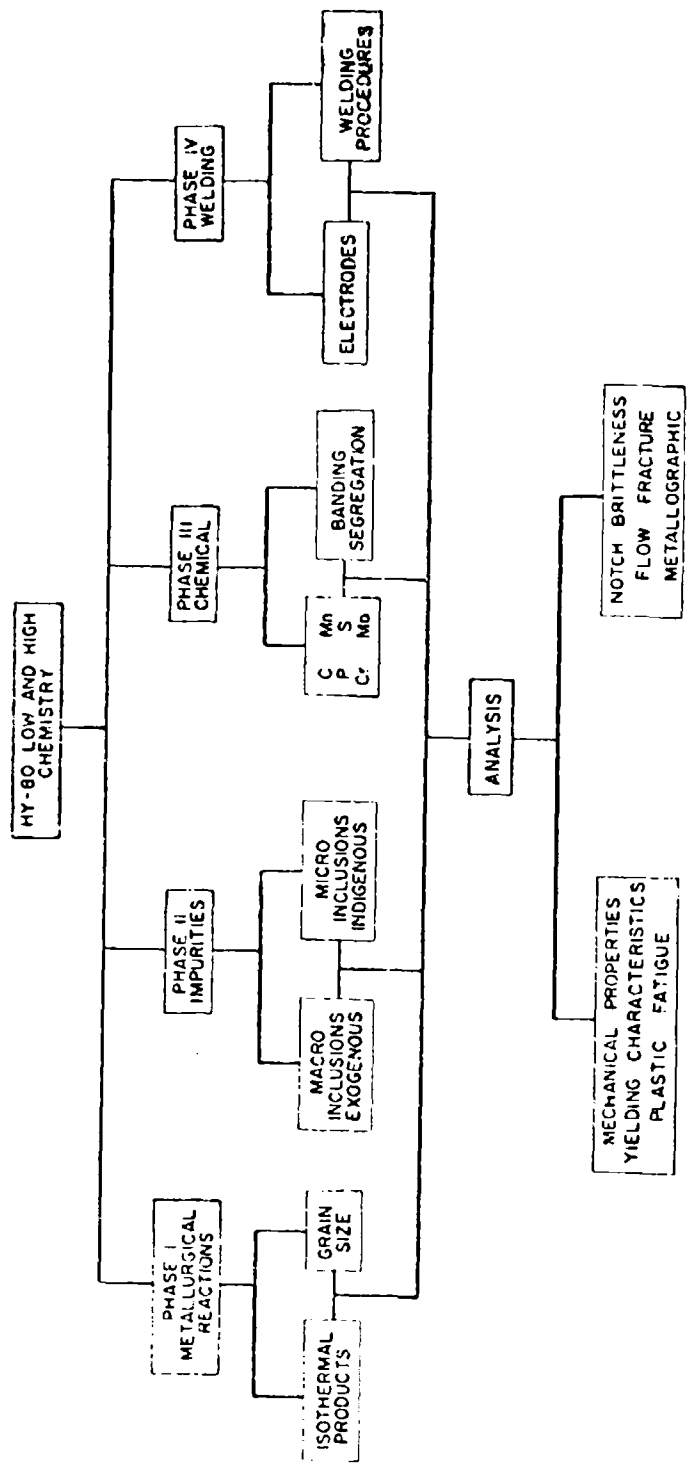 HY-80 LOW AND HIGH
CHEMISTRY
PHASE I
METALLURGICAL
REACTIONS
PHASE II
IMPURITIES
PHASE III
CHEMICAL
PHASE IV
WELDING
ISOTHERMAL
PRODUCTS
GRAIN
SIZE
MACRO
INCLUSIONS
EXOGENOUS
MICRO
INCLUSIONS
INDIGENOUS
C Mn
P S
Cr Mo
BANDING
SEGREGATION
ELECTRODES
WELDING
PROCEDURES
ANALYSIS
MECHANICAL PROPERTIES
YIELDING CHARACTERISTICS
PLASTIC FATIGUE
NOTCH BRITTLENESS
FLOW FRACTURE
METALLOGRAPHIC